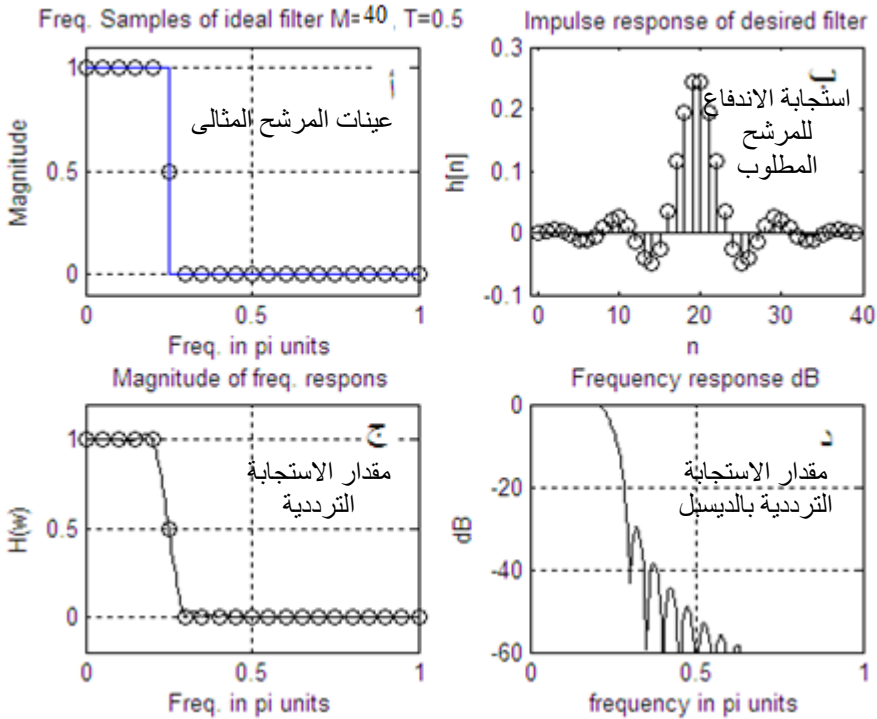 Freq. Samples of ideal filter M=40, T=0.5
1
0.5
0
Magnitude
أ
عينات المرشح المثالى
0
0.5
1
Freq. in pi units
Impulse response of desired filter
0.3
0.2
0.1
0
-0.1
h[n]
ب
استجابة الاندفاع
للمرشح
المطلوب
0
10
20
30
40
n
Magnitude of freq. respons
1
0.5
0
H(w)
ج
مقدار الاستجابة
الترددية
0
0.5
1
Freq. in pi units
Frequency response dB
0
-20
-40
-60
dB
د
مقدار الاستجابة
الترددية بالديسبل
0
0.5
1
frequency in pi units